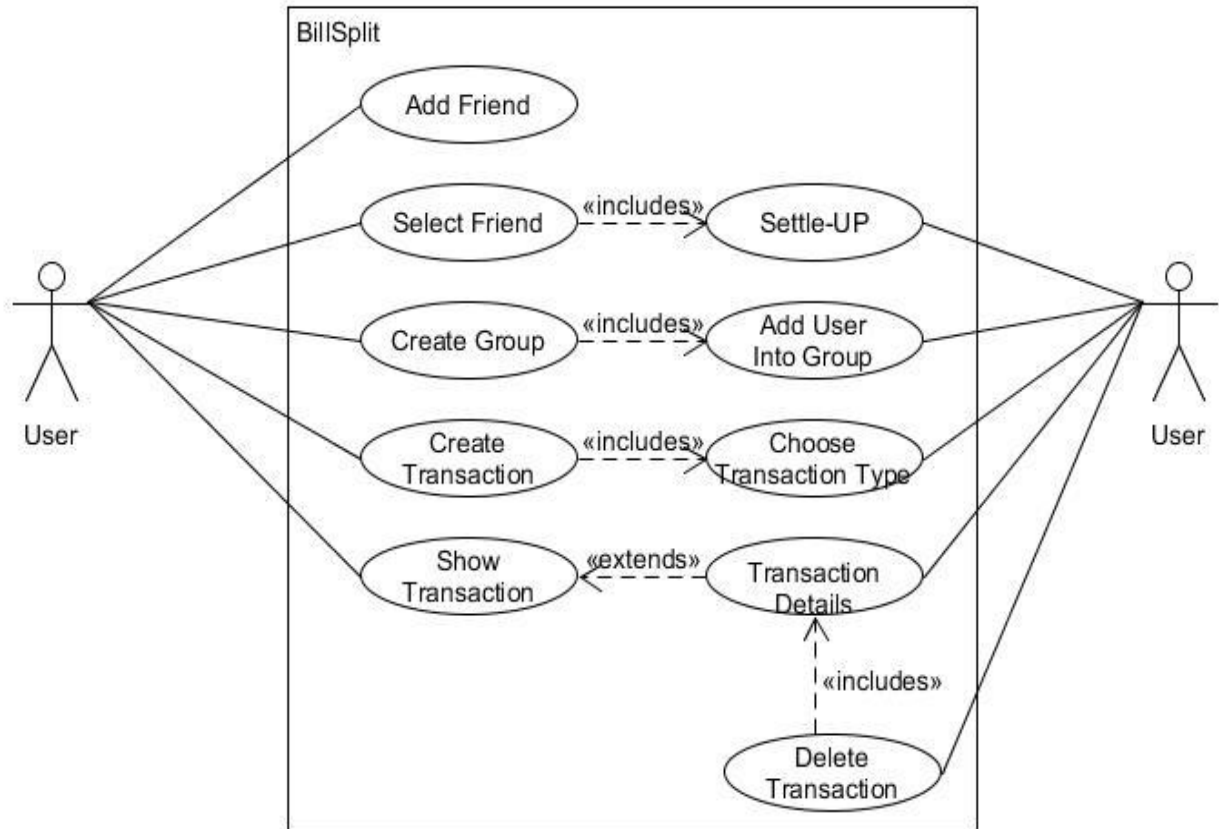 BillSplit
Add Friend
Select Friend
«includes»
Settle-UP
Create Group
«includes»
Add User
Into Group
User
User
Create
Transaction
«includes»
Choose
Transaction Type
Show
Transaction
«extends»
Transaction
Details
«includes»
Delete
Transaction